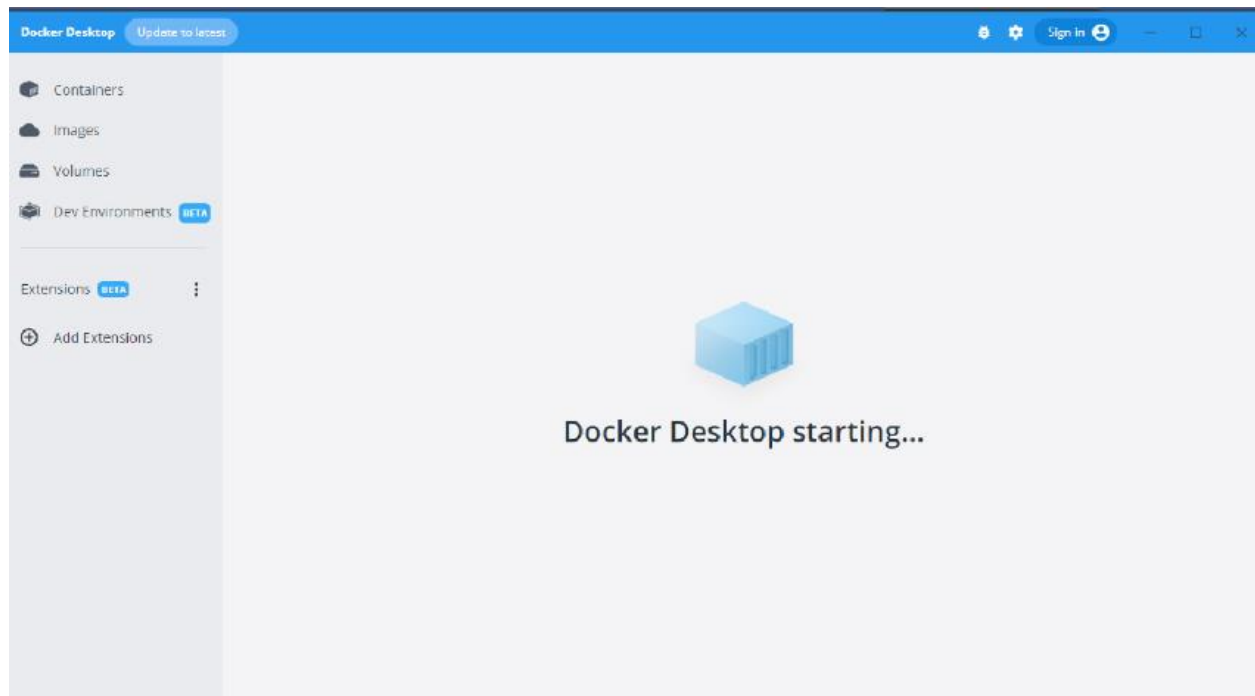 Docker Desktop Update to latest Sign in
Containers
Images
Volumes
Dev Environments BETA
Extensions BETA
Add Extensions
Docker Desktop starting...